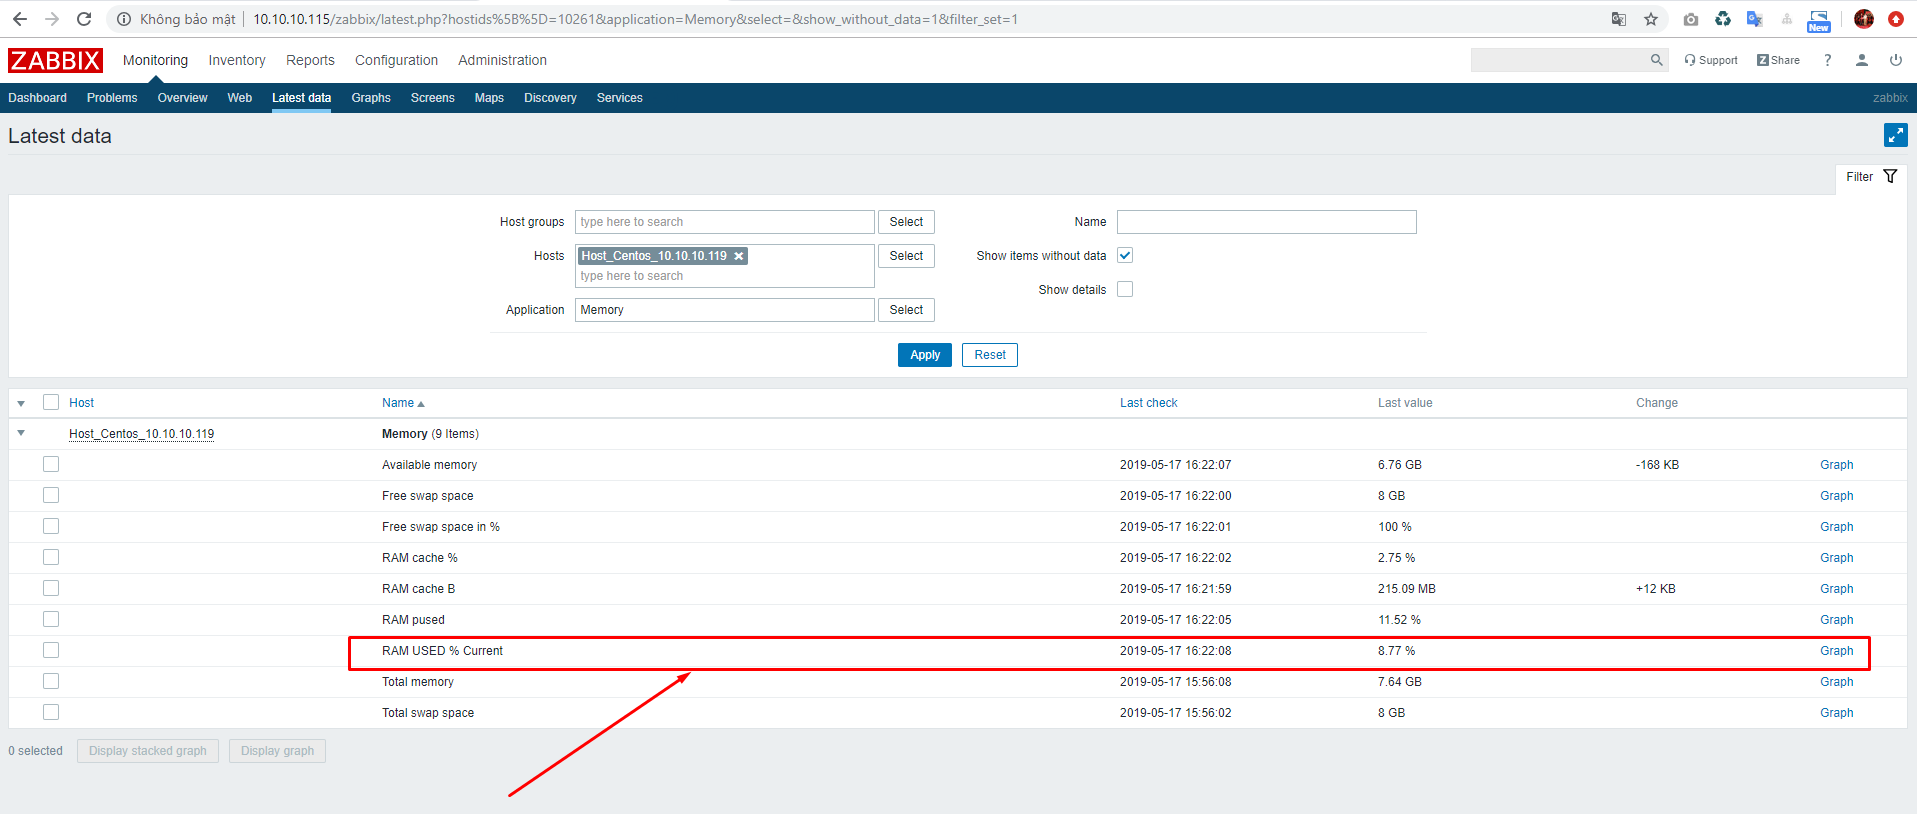 Không bảo mật
10.10.10.115/zabbix/latest.php?hostids%5B%5D=10261&application=Memory&select=&show_without_data=1&filter_set=1
New
ZABBIX
Monitoring Inventory Reports Configuration Administration
Support
Z Share
?
Dashboard Problems Overview Web Latest data Graphs Screens Maps Discovery Services
zabbix
Latest data
Filter
Host groups type here to search Select
Name
Hosts Host_Centos_10.10.10.119 Select
type here to search
Show items without data
Show details
Application Memory Select
Apply Reset
Host Name Last check Last value Change
Host_Centos_10.10.10.119 Memory (9 Items)
Available memory 2019-05-17 16:22:07 6.76 GB -168 KB Graph
Free swap space 2019-05-17 16:22:00 8 GB Graph
Free swap space in % 2019-05-17 16:22:01 100 % Graph
RAM cache % 2019-05-17 16:22:02 2.75 % Graph
RAM cache B 2019-05-17 16:21:59 215.09 MB +12 KB Graph
RAM pused 2019-05-17 16:22:05 11.52 % Graph
RAM USED % Current 2019-05-17 16:22:08 8.77 % Graph
Total memory 2019-05-17 15:56:08 7.64 GB Graph
Total swap space 2019-05-17 15:56:02 8 GB Graph
0 selected Display stacked graph Display graph